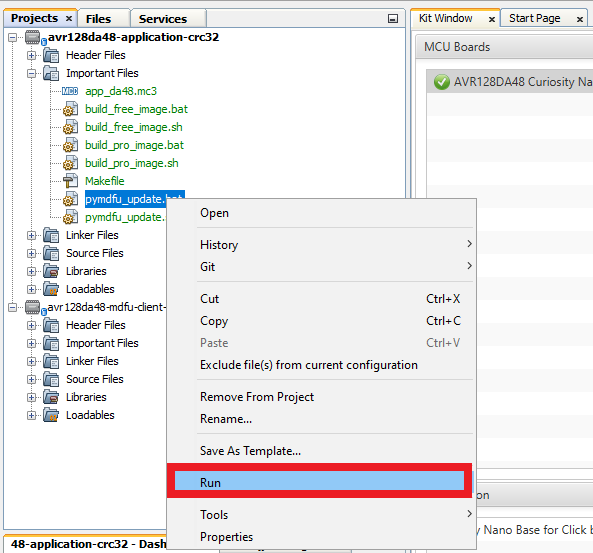 Projects
Files
Services
avr128da48-application-crc32
Header Files
Important Files
app_da48.mc3
build_free_image.bat
build_free_image.sh
build_pro_image.bat
build_pro_image.sh
Makefile
pymdfu_update.bat
pymdfu_update.
Linker Files
Source Files
Libraries
Loadables
avr128da48-mdfu-client-
Header Files
Important Files
Linker Files
Source Files
Libraries
Loadables
48-application-crc32 - Dash
Open
History
Git
Cut Ctrl+X
Copy Ctrl+C
Paste Ctrl+V
Exclude file(s) from current configuration
Remove From Project
Rename...
Save As Template...
Run
Tools
Properties
Kit Window
Start Page
MCU Boards
AVR128DA48 Curiosity Na
on
y Nano Base for Click b